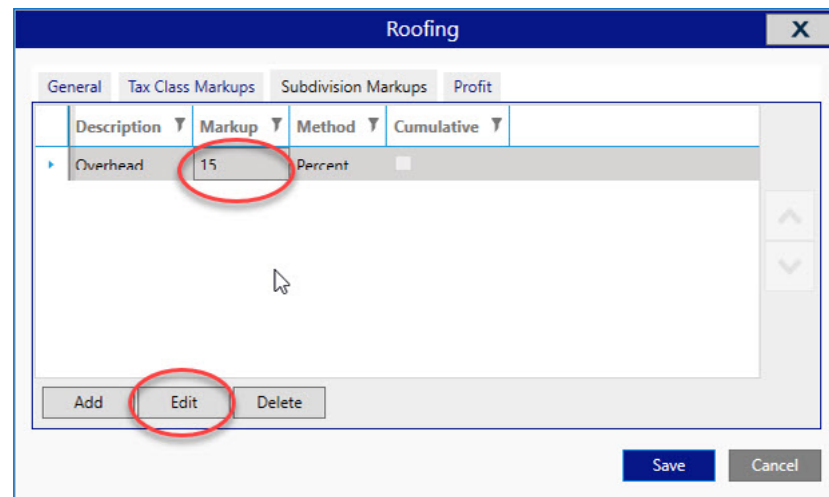 Roofing X
General Tax Class Markups Subdivision Markups Profit
Description Markup Method Cumulative
Overhead 15 Percent
Add Edit Delete
Save Cancel